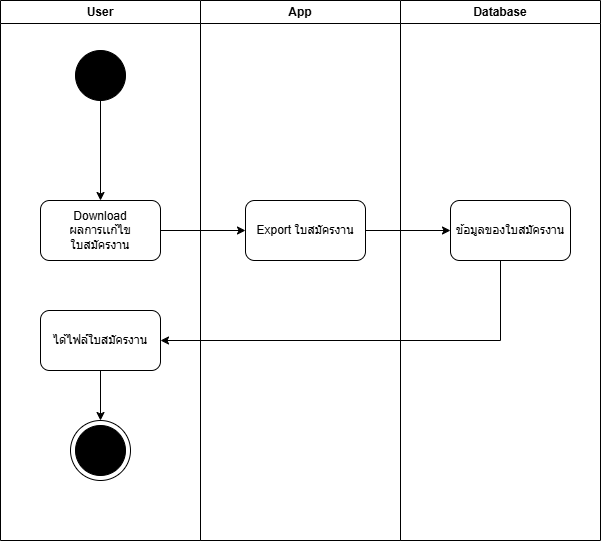 User
App
Database
Download
ผลการแก้ไข
ใบสมัครงาน
Export ใบสมัครงาน
ข้อมูลของใบสมัครงาน
ได้ไฟล์ใบสมัครงาน